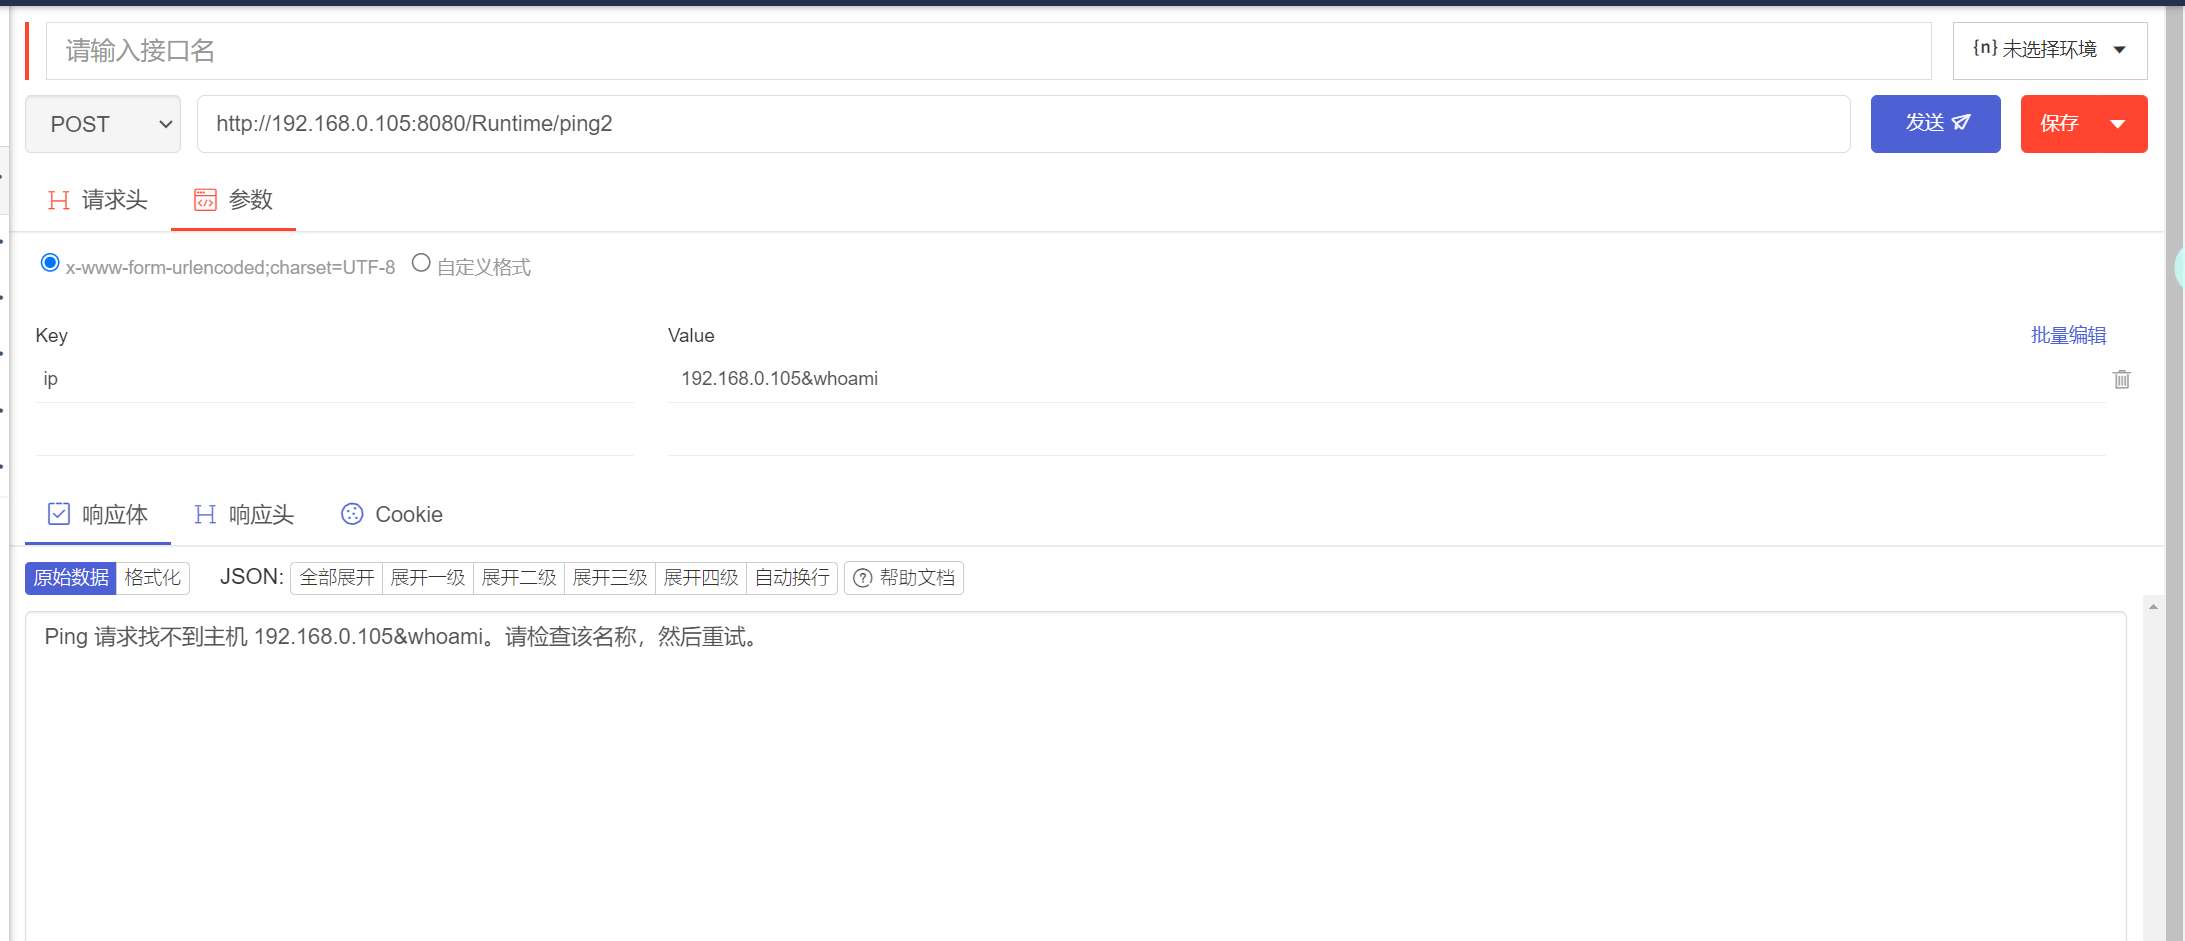 请输入接口名
{n} 未选择环境
POST
http://192.168.0.105:8080/Runtime/ping2
发送
保存
请求头
参数
x-www-form-urlencoded;charset=UTF-8
自定义格式
Key
Value
批量编辑
ip
192.168.0.105&whoami
响应体
响应头
Cookie
原始数据
格式化
JSON:
全部展开
展开一级
展开二级
展开三级
展开四级
自动换行
帮助文档
Ping 请求找不到主机 192.168.0.105&whoami。请检查该名称，然后重试。